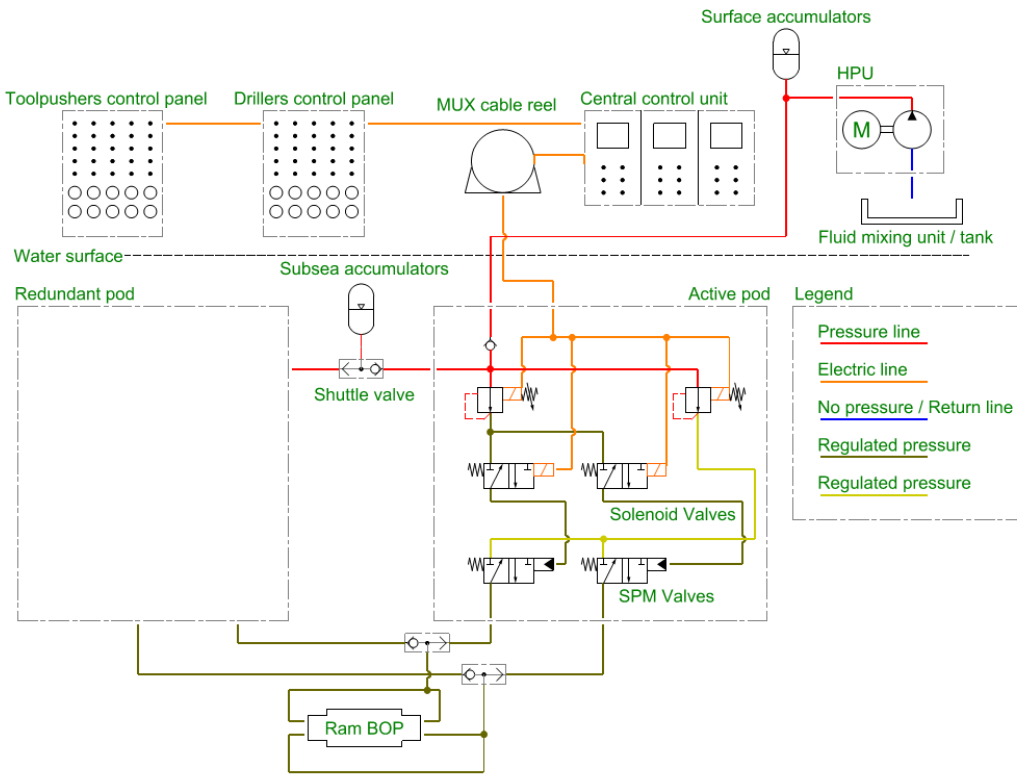 Surface accumulators
HPU
Toolpushers control panel
Drillers control panel
MUX cable reel
Central control unit
M
Fluid mixing unit / tank
Water surface
Subsea accumulators
Redundant pod
Active pod
Legend
Pressure line
Electric line
Shuttle valve
No pressure / Return line
Regulated pressure
Regulated pressure
Solenoid Valves
SPM Valves
Ram BOP